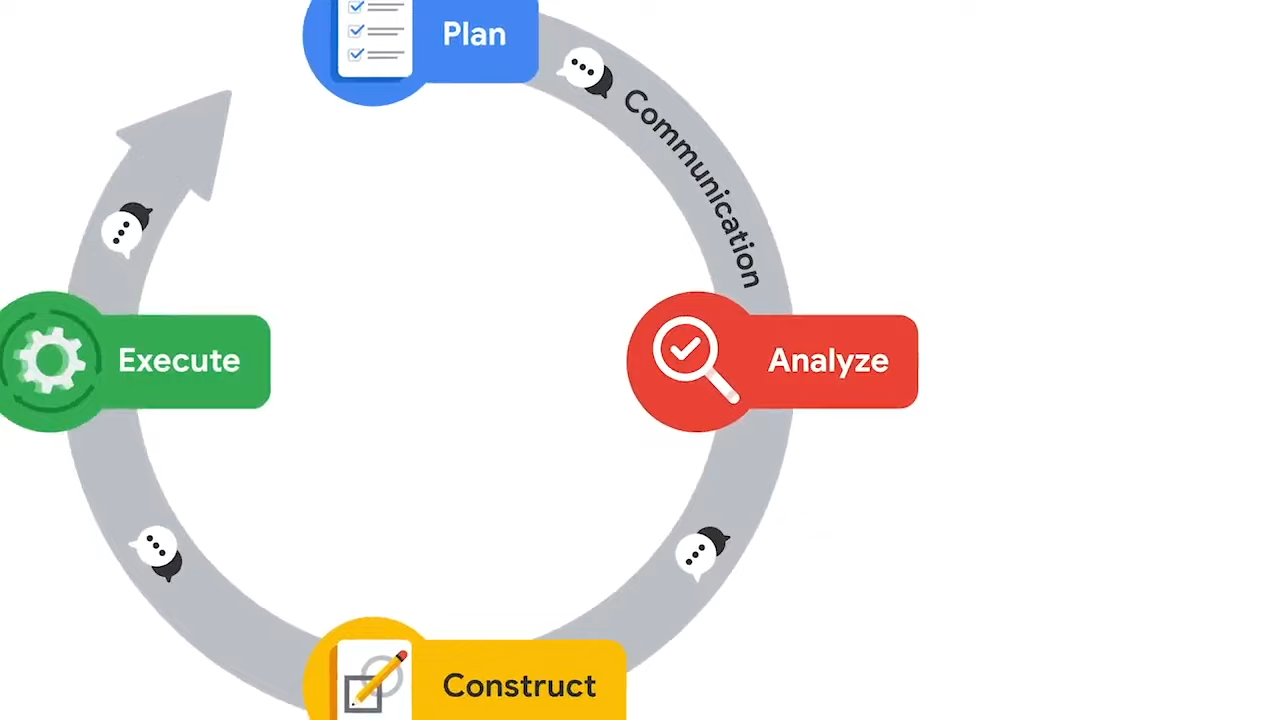 Plan
Communication
Execute
Analyze
Construct